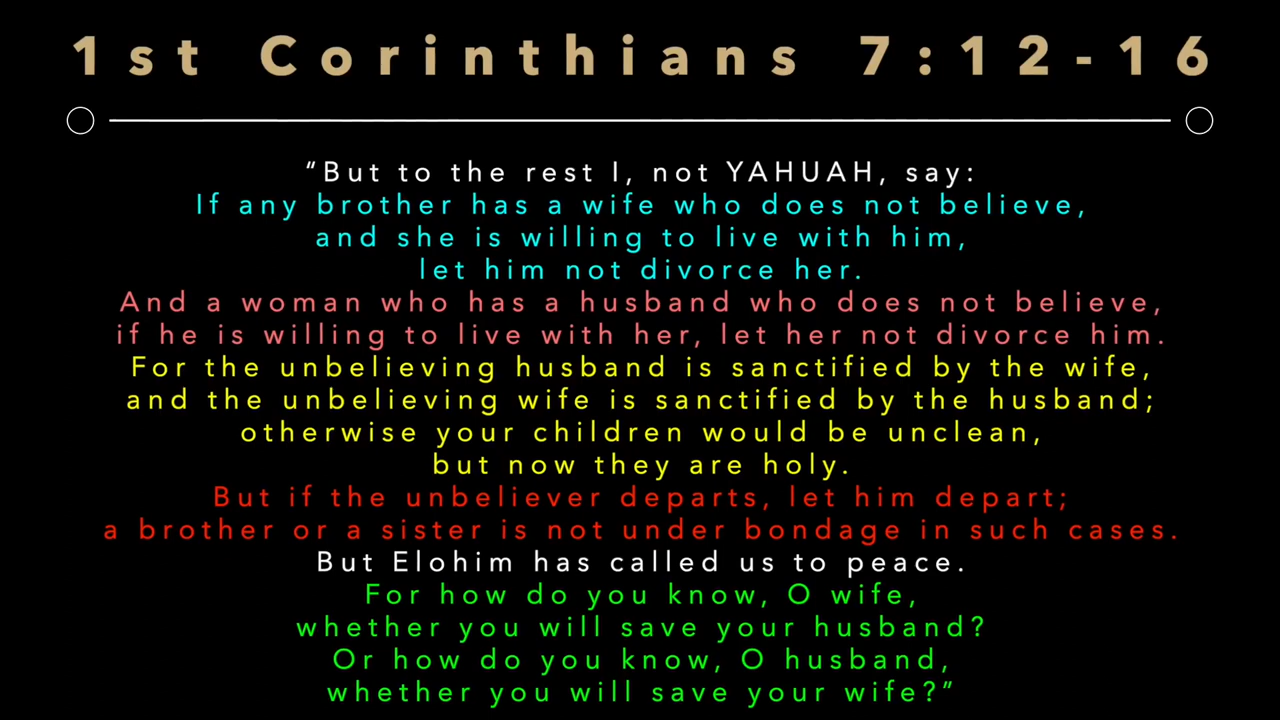 1st Corinthians 7:12-16
“But to the rest I, not YAHUAH, say:
If any brother has a wife who does not believe,
and she is willing to live with him,
let him not divorce her.
And a woman who has a husband who does not believe,
if he is willing to live with her, let her not divorce him.
For the unbelieving husband is sanctified by the wife,
and the unbelieving wife is sanctified by the husband;
otherwise your children would be unclean,
but now they are holy.
But if the unbeliever departs, let him depart;
a brother or a sister is not under bondage in such cases.
But Elohim has called us to peace.
For how do you know, O wife,
whether you will save your husband?
Or how do you know, O husband,
whether you will save your wife?”